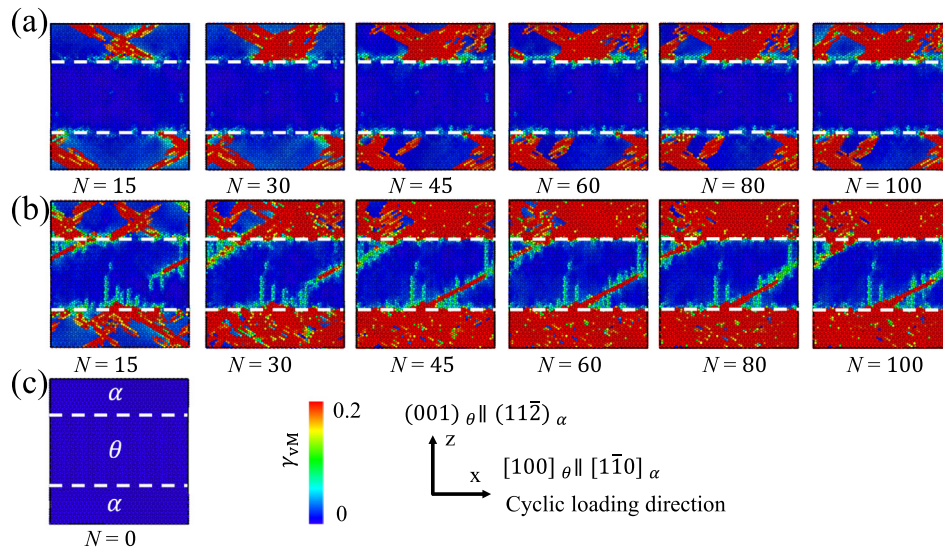 (a)
N = 15 N = 30 N = 45 N = 60 N = 80 N = 100
(b)
N = 15 N = 30 N = 45 N = 60 N = 80 N = 100
(c)
α
θ
α
N = 0
0.2
γvM
0
(001) θ ∥ (112̅) α
z
x
[100] θ ∥ [11̅0] α
Cyclic loading direction